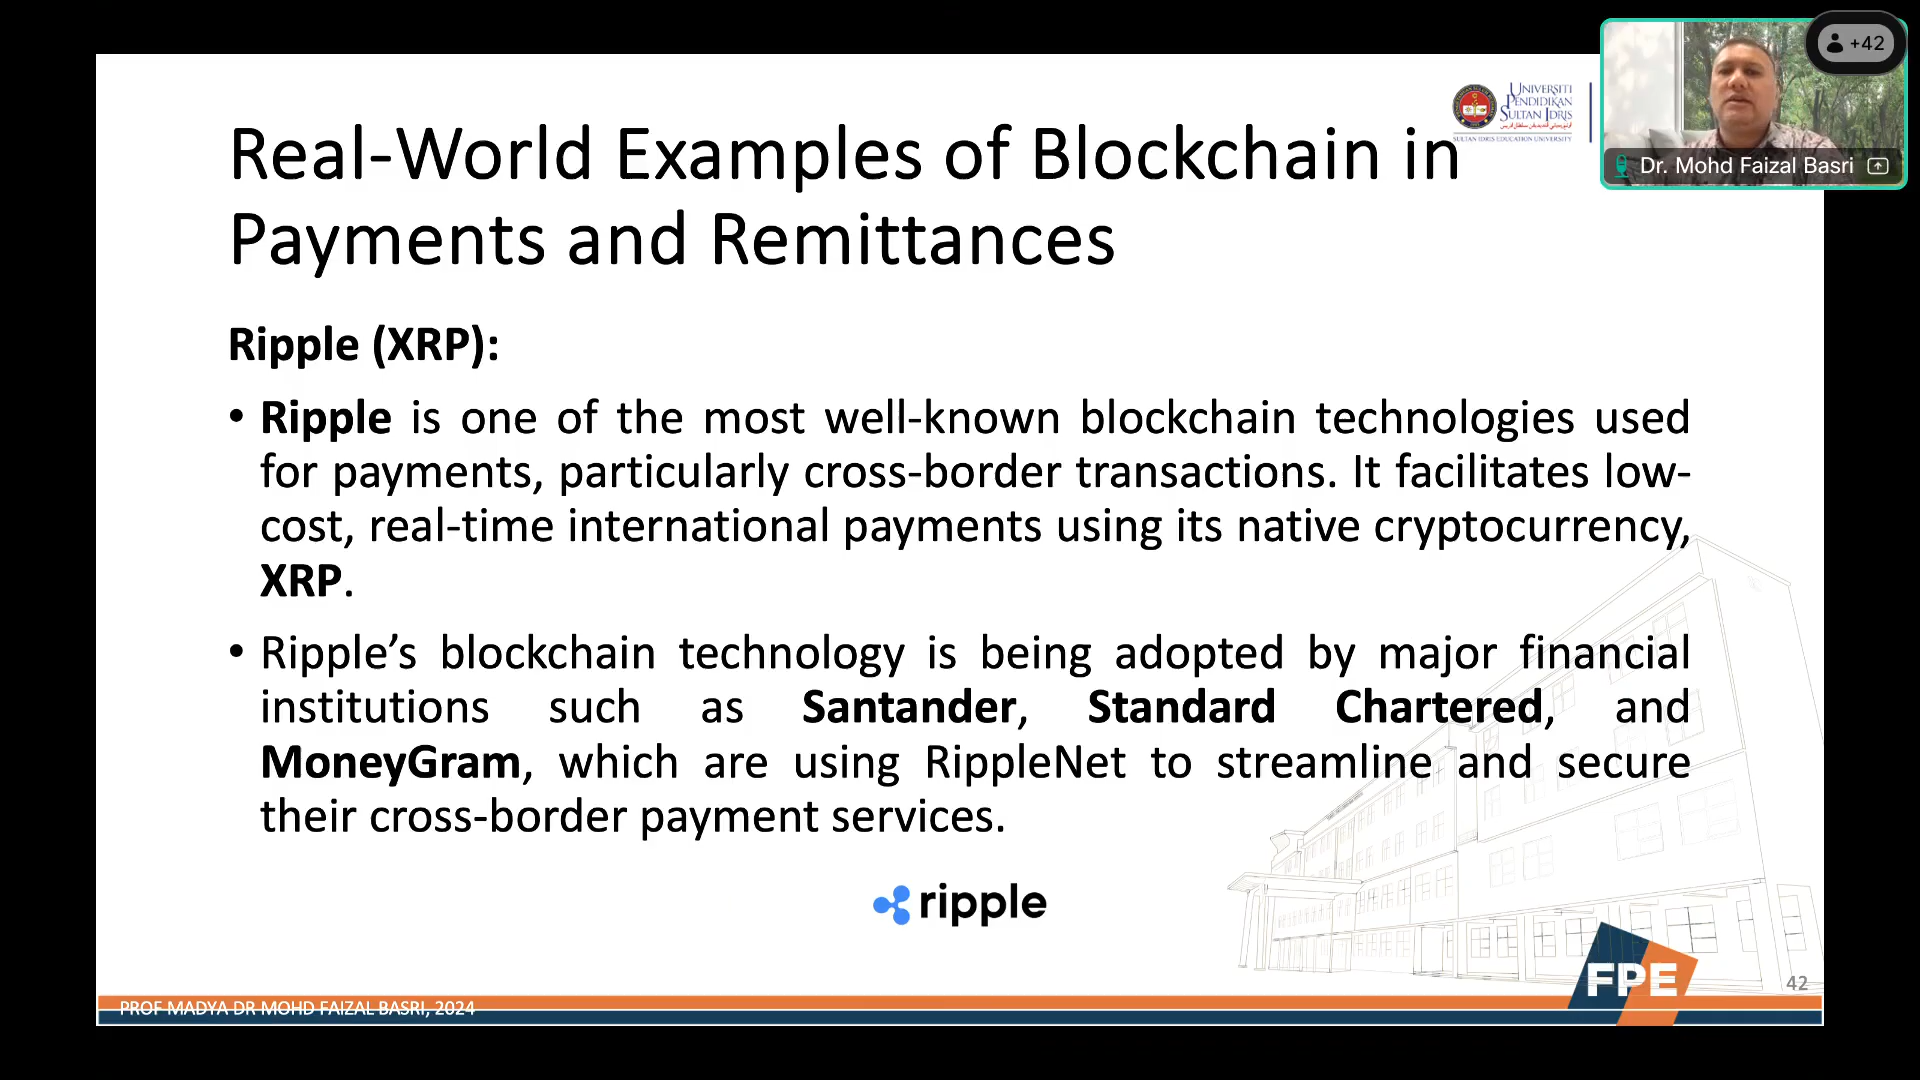 +42
UNIVERSITI
PENDIDIKAN
SULTAN IDRIS
SULTAN IDRIS EDUCATION UNIVERSITY
Dr. Mohd Faizal Basri
Real-World Examples of Blockchain in
Payments and Remittances
Ripple (XRP):
• Ripple is one of the most well-known blockchain technologies used
for payments, particularly cross-border transactions. It facilitates low-
cost, real-time international payments using its native cryptocurrency,
XRP.
• Ripple’s blockchain technology is being adopted by major financial
institutions such as Santander, Standard Chartered, and
MoneyGram, which are using RippleNet to streamline and secure
their cross-border payment services.
ripple
FPE
42
PROF MADYA DR MOHD FAIZAL BASRI, 2024